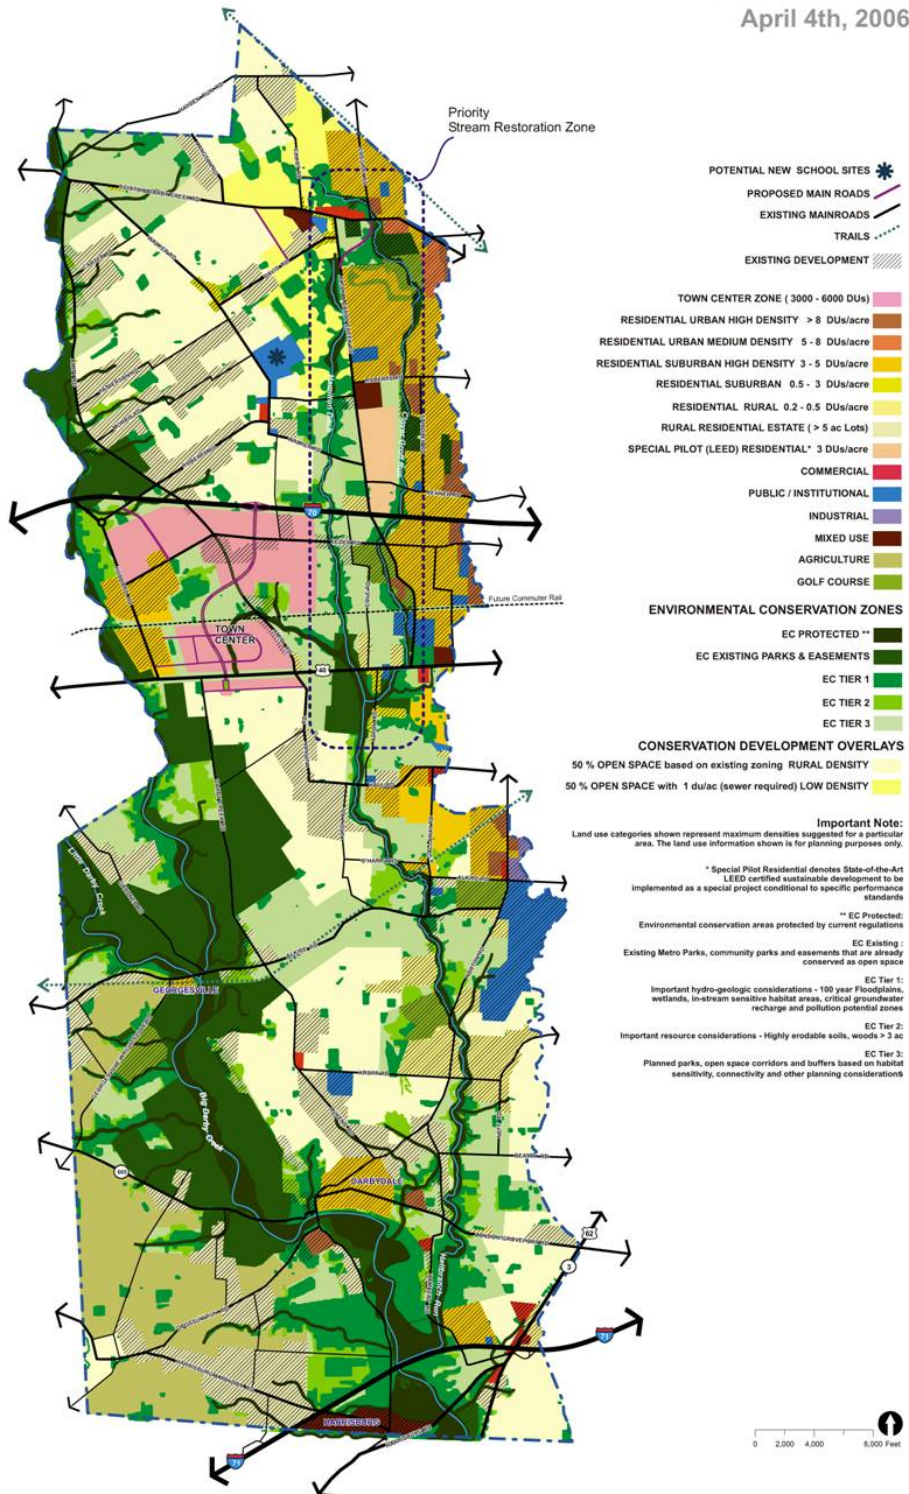 April 4th, 2006
Priority
Stream Restoration Zone
POTENTIAL NEW SCHOOL SITES
PROPOSED MAIN ROADS
EXISTING MAINROADS
TRAILS
EXISTING DEVELOPMENT
TOWN CENTER ZONE ( 3000 - 6000 DUs)
RESIDENTIAL URBAN HIGH DENSITY > 8 DUs/acre
RESIDENTIAL URBAN MEDIUM DENSITY 5 - 8 DUs/acre
RESIDENTIAL SUBURBAN HIGH DENSITY 3 - 5 DUs/acre
RESIDENTIAL SUBURBAN 0.5 - 3 DUs/acre
RESIDENTIAL RURAL 0.2 - 0.5 DUs/acre
RURAL RESIDENTIAL ESTATE ( > 5 ac Lots)
SPECIAL PILOT (LEED) RESIDENTIAL* 3 DUs/acre
COMMERCIAL
PUBLIC / INSTITUTIONAL
INDUSTRIAL
MIXED USE
AGRICULTURE
GOLF COURSE
ENVIRONMENTAL CONSERVATION ZONES
EC PROTECTED **
EC EXISTING PARKS & EASEMENTS
EC TIER 1
EC TIER 2
EC TIER 3
CONSERVATION DEVELOPMENT OVERLAYS
50 % OPEN SPACE based on existing zoning RURAL DENSITY
50 % OPEN SPACE with 1 du/ac (sewer required) LOW DENSITY
Important Note:
Land use categories shown represent maximum densities suggested for a particular
area. The land use information shown is for planning purposes only.
* Special Pilot Residential denotes State-of-the-Art
LEED certified sustainable development to be
implemented as a special project conditional to specific performance
standards
** EC Protected:
Environmental conservation areas protected by current regulations
EC Existing :
Existing Metro Parks, community parks and easements that are already
conserved as open space
EC Tier 1:
Important hydro-geologic considerations - 100 year Floodplains,
wetlands, in-stream sensitive habitat areas, critical groundwater
recharge and pollution potential zones
EC Tier 2:
Important resource considerations - Highly erodable soils, woods > 3 ac
EC Tier 3:
Planned parks, open space corridors and buffers based on habitat
sensitivity, connectivity and other planning considerations
70
Future Commuter Rail
TOWN
CENTER
40
Little Darby Creek
GEORGESVILLE
Big Darby Creek
665
DARBYDALE
62
3
Hellbranch Run
71
HARRISBURG
71
0 2,000 4,000 8,000 Feet